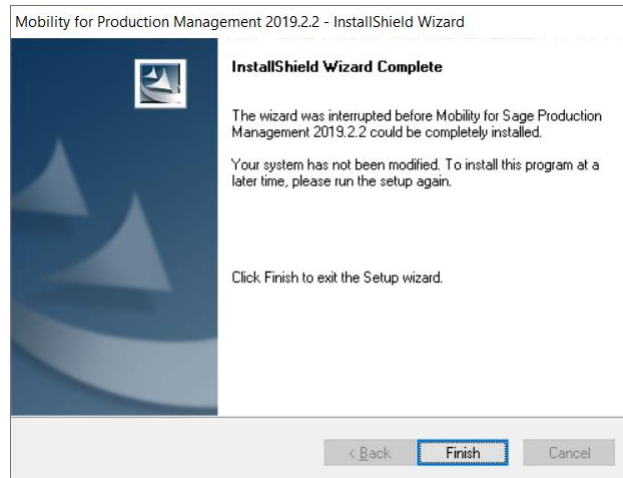 Mobility for Production Management 2019.2.2 - InstallShield Wizard
InstallShield Wizard Complete
The wizard was interrupted before Mobility for Sage Production
Management 2019.2.2 could be completely installed.
Your system has not been modified. To install this program at a
later time, please run the setup again.
Click Finish to exit the Setup wizard.
< Back Finish Cancel